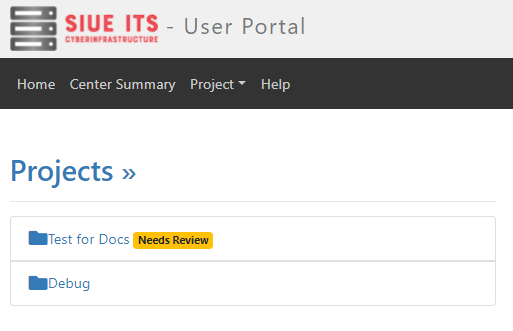 SIUE ITS
CYBERINFRASTRUCTURE
- User Portal
Home Center Summary Project Help
Projects »
Test for Docs Needs Review
Debug